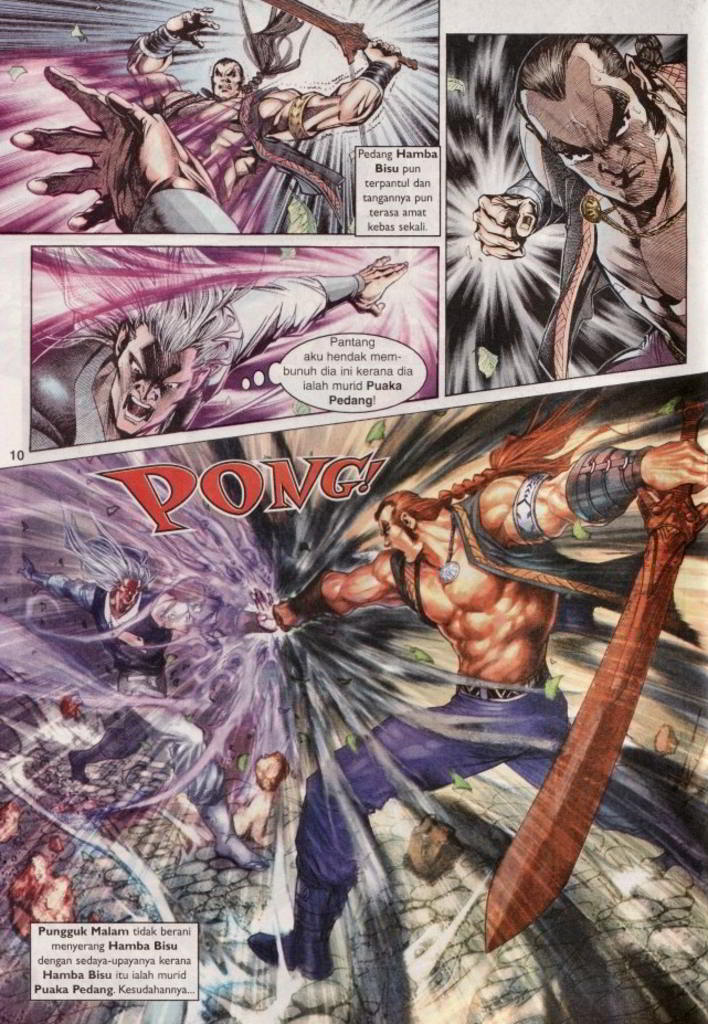 Pedang Hamba
Bisu pun
terpantul dan
tangannya pun
terasa amat
kebas sekali.
Pantang
aku hendak mem-
bunuh dia ini kerana dia
ialah murid Puaka
Pedang!
10
PONG!
Pungguk Malam tidak berani
menyerang Hamba Bisu
dengan sedaya-upayanya kerana
Hamba Bisu itu ialah murid
Puaka Pedang. Kesudahannya...